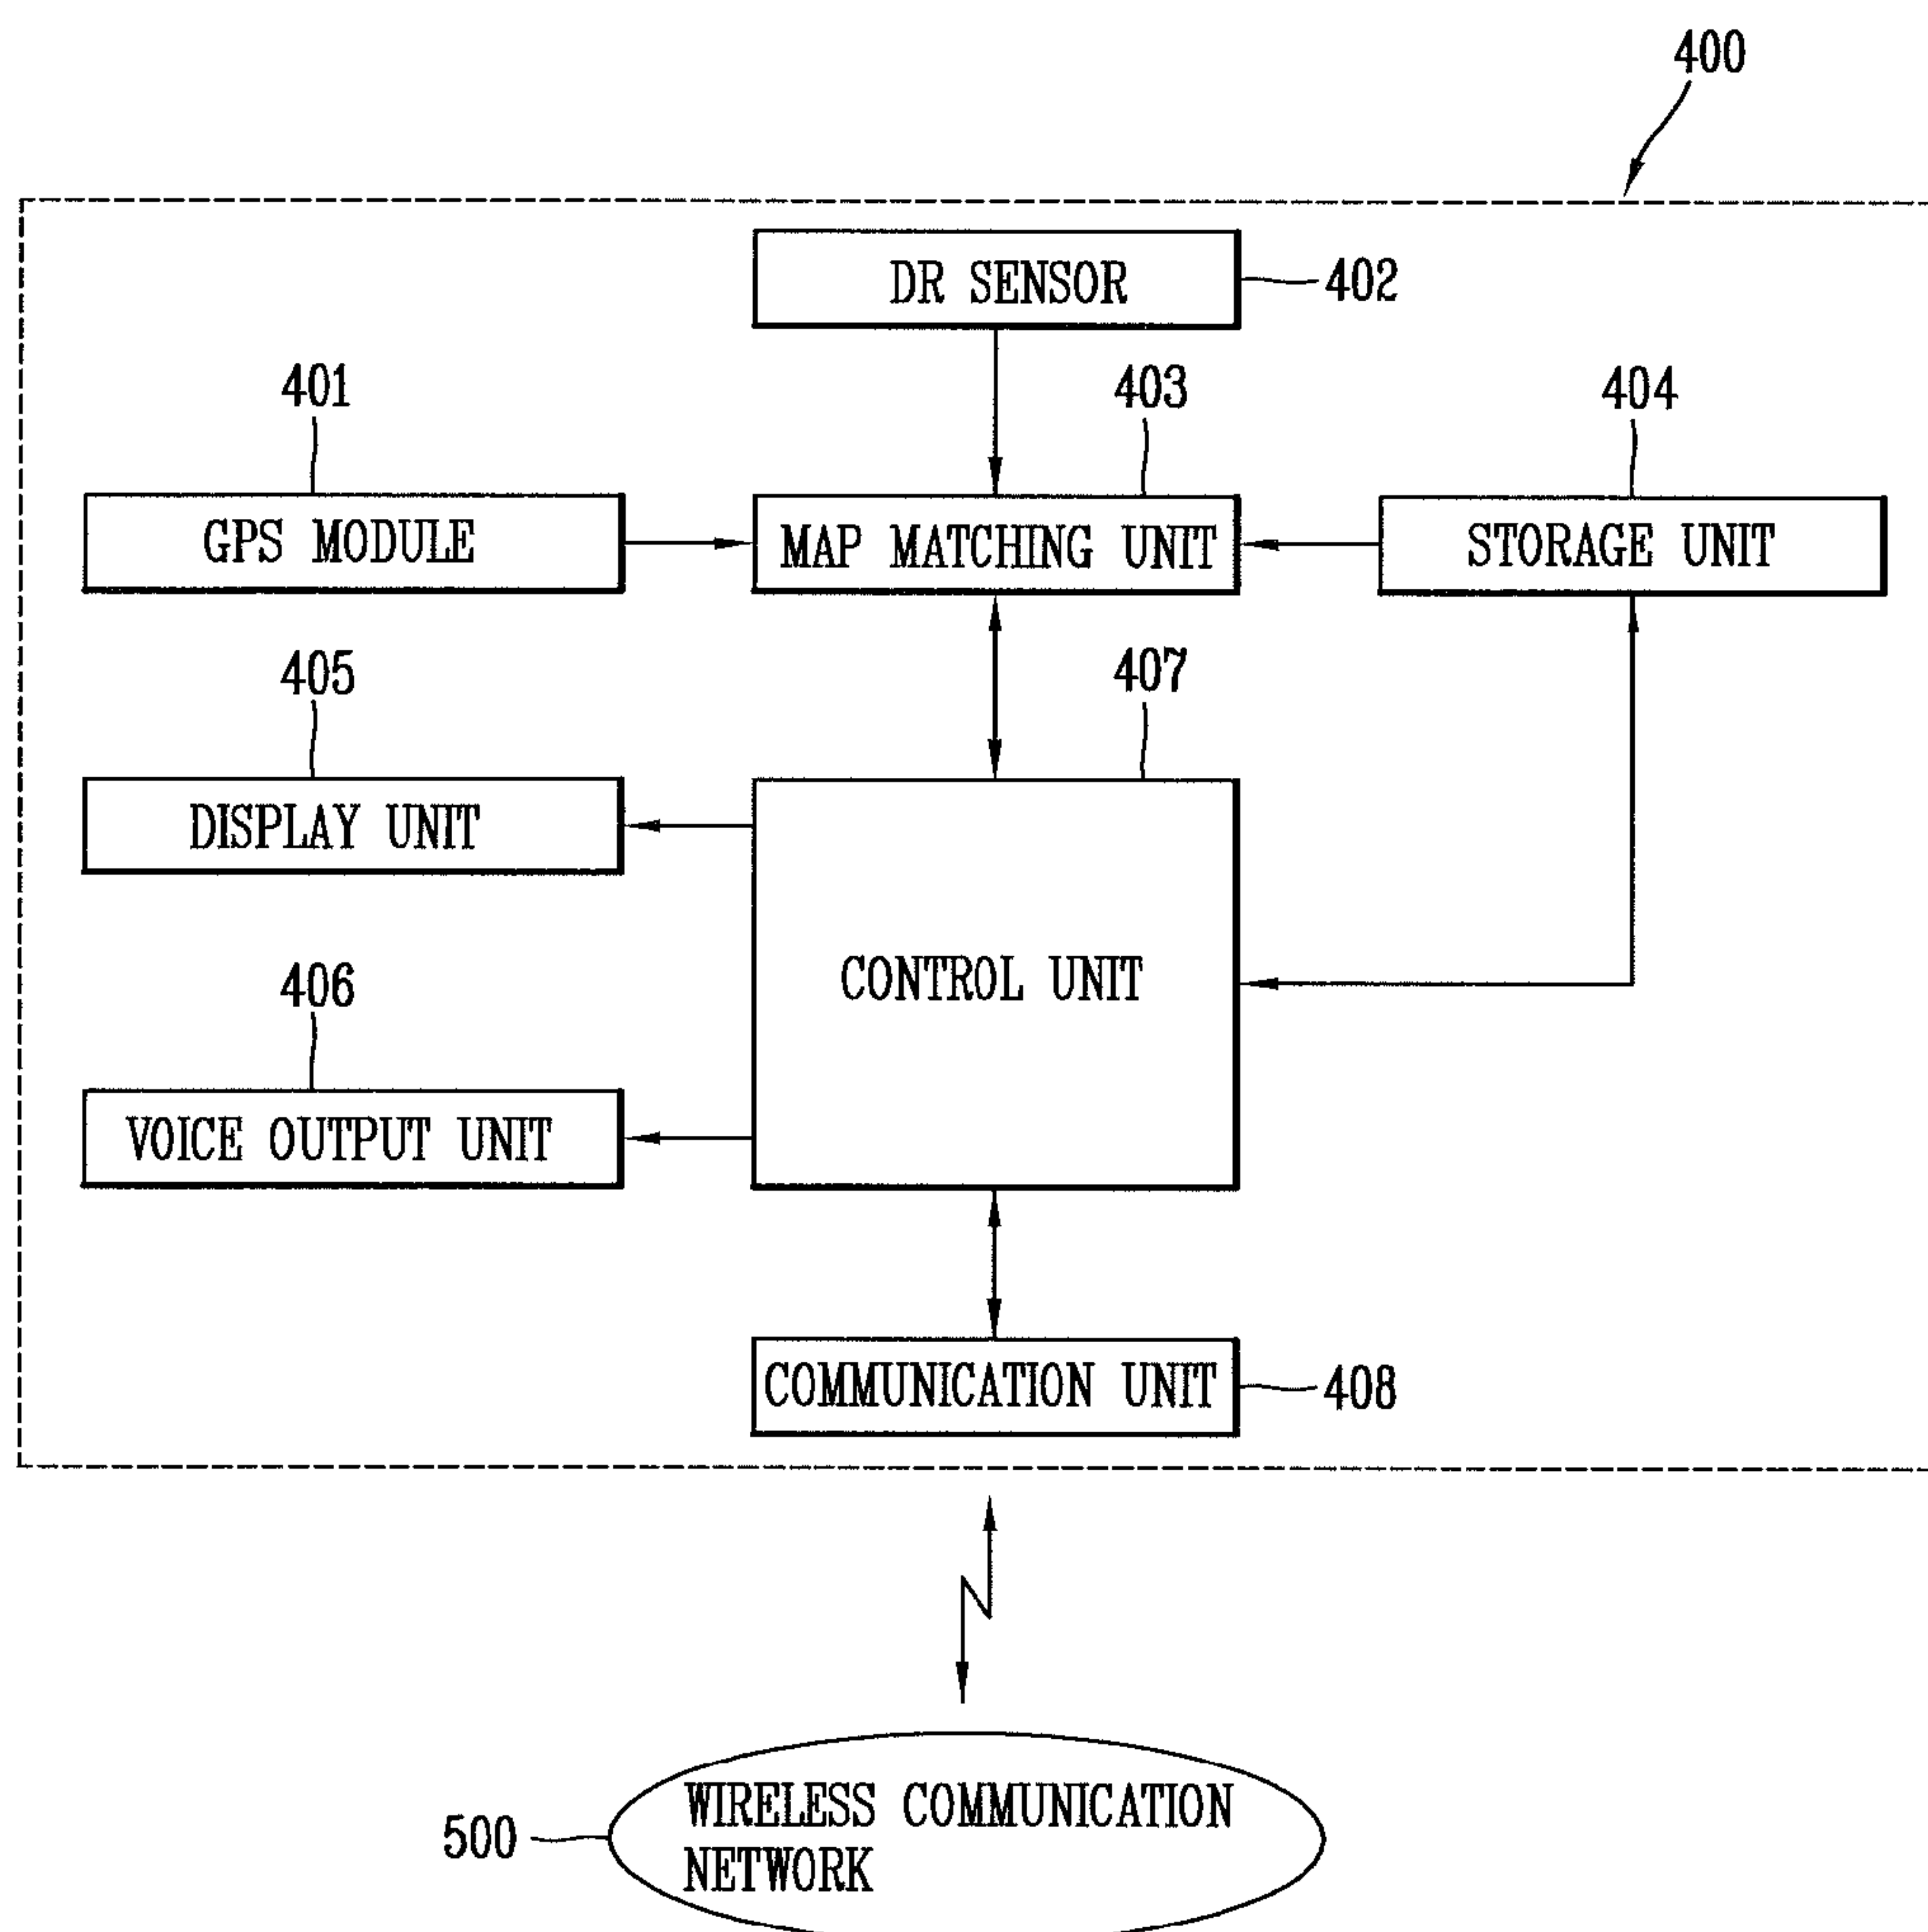 400
DR SENSOR
402
401
403
404
GPS MODULE
MAP MATCHING UNIT
STORAGE UNIT
405
407
DISPLAY UNIT
CONTROL UNIT
406
VOICE OUTPUT UNIT
COMMUNICATION UNIT
408
500
WIRELESS COMMUNICATION
NETWORK